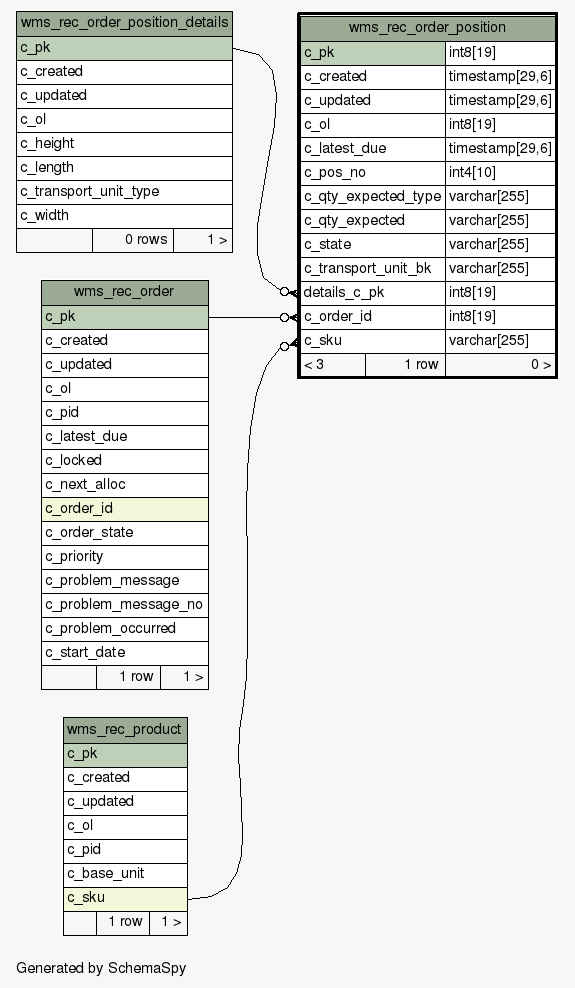 wms_rec_order_position_details
c_pk
c_created
c_updated
c_ol
c_height
c_length
c_transport_unit_type
c_width
0 rows 1 >
wms_rec_order_position
c_pk int8[19]
c_created timestamp[29,6]
c_updated timestamp[29,6]
c_ol int8[19]
c_latest_due timestamp[29,6]
c_pos_no int4[10]
c_qty_expected_type varchar[255]
c_qty_expected varchar[255]
c_state varchar[255]
c_transport_unit_bk varchar[255]
details_c_pk int8[19]
c_order_id int8[19]
c_sku varchar[255]
< 3 1 row 0 >
wms_rec_order
c_pk
c_created
c_updated
c_ol
c_pid
c_latest_due
c_locked
c_next_alloc
c_order_id
c_order_state
c_priority
c_problem_message
c_problem_message_no
c_problem_occurred
c_start_date
1 row 1 >
wms_rec_product
c_pk
c_created
c_updated
c_ol
c_pid
c_base_unit
c_sku
1 row 1 >
Generated by SchemaSpy